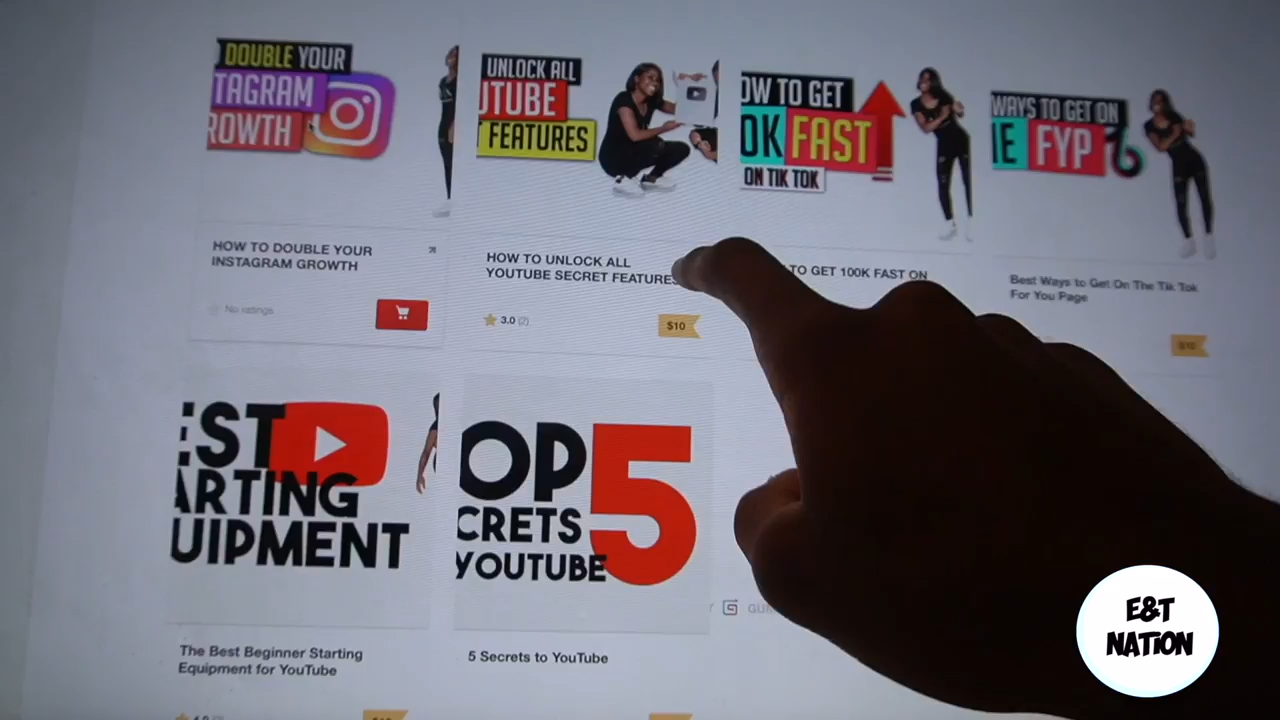 DOUBLE YOUR
TAGRAM
ROWTH
UNLOCK ALL
UTUBE
FEATURES
OW TO GET
OK FAST
ON TIK TOK
WAYS TO GET ON
E FYP
HOW TO DOUBLE YOUR
INSTAGRAM GROWTH
No ratings
HOW TO UNLOCK ALL
YOUTUBE SECRET FEATURES
3.0 (2)
$10
TO GET 100K FAST ON
Best Ways to Get On The Tik Tok
For You Page
$10
EST
ARTING
UIPMENT
OP 5
CRETS
YOUTUBE
The Best Beginner Starting
Equipment for YouTube
5 Secrets to YouTube
E&T
NATION